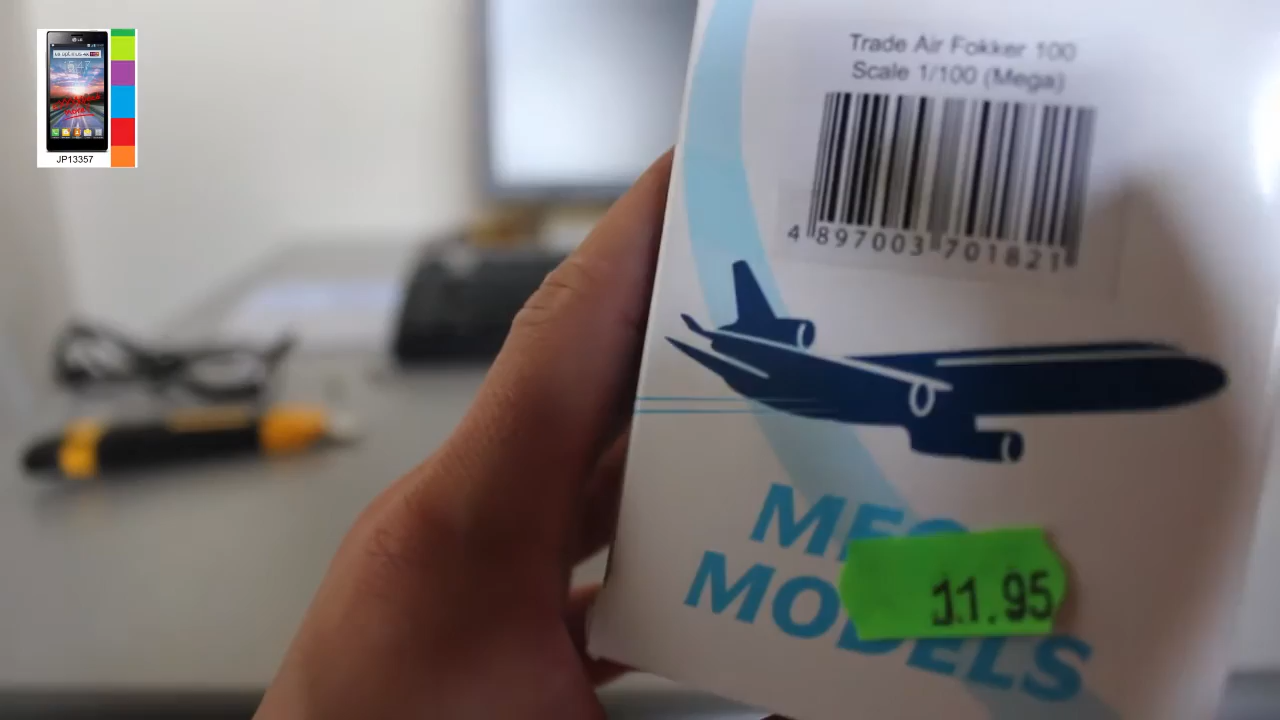 JP13357
Trade Air Fokker 100
Scale 1/100 (Mega)
4 897003 701821
MODELS
11.95